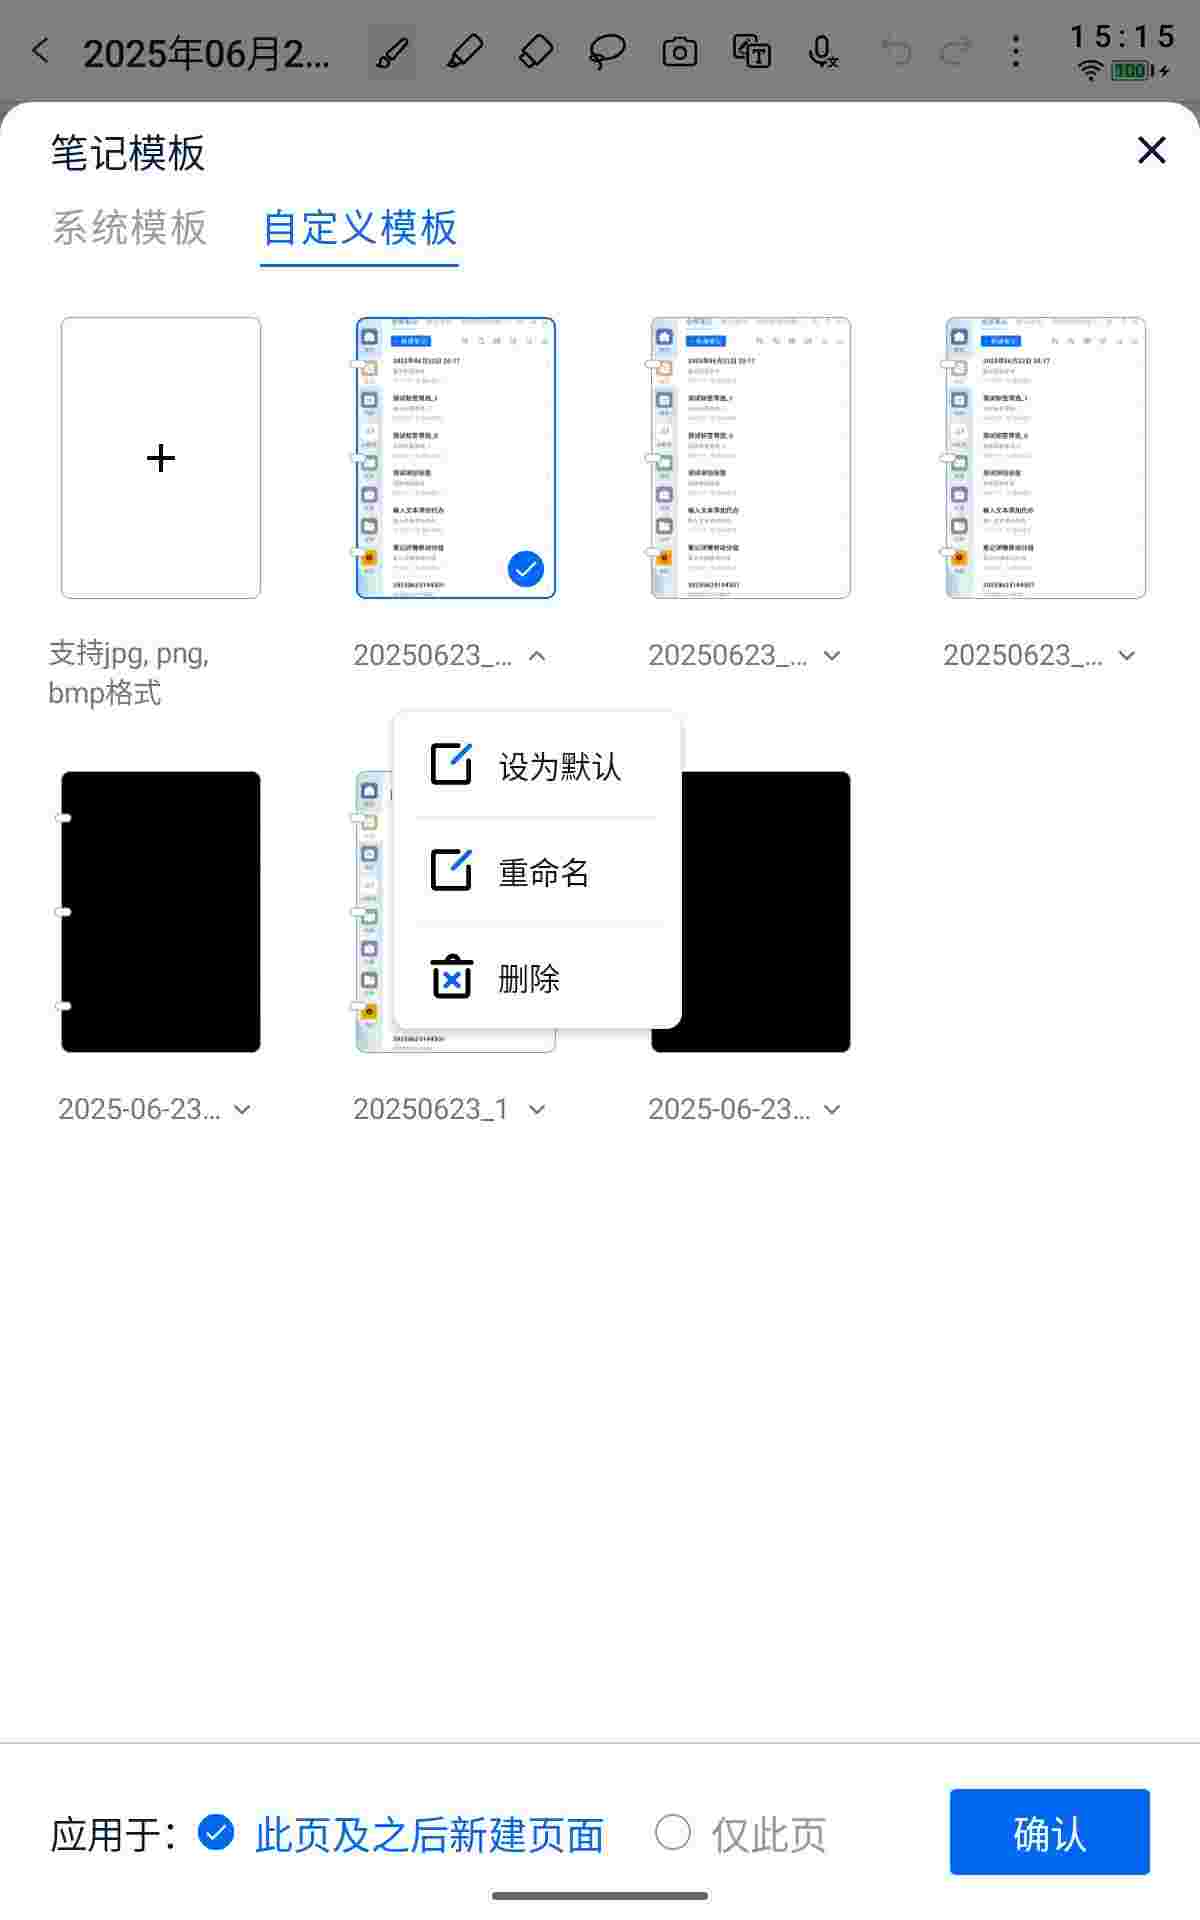 2025年06月2...
15:15
100
笔记模板
系统模板
自定义模板
支持jpg, png,
bmp格式
20250623_...
20250623_...
20250623_...
设为默认
重命名
删除
2025-06-23...
20250623_1
2025-06-23...
应用于：
此页及之后新建页面
仅此页
确认